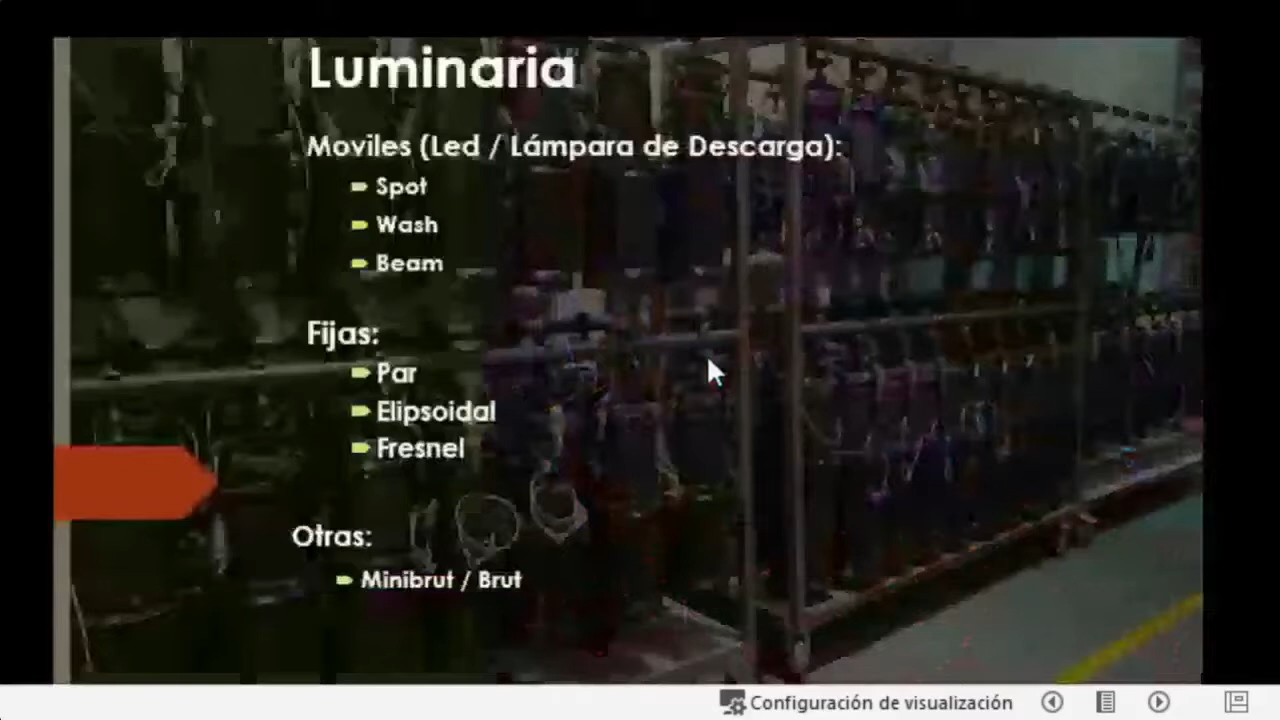 Luminaria
Moviles (Led / Lámpara de Descarga):
Spot
Wash
Beam
Fijas:
Par
Elipsoidal
Fresnel
Otras:
Minibrut / Brut
Configuración de visualización